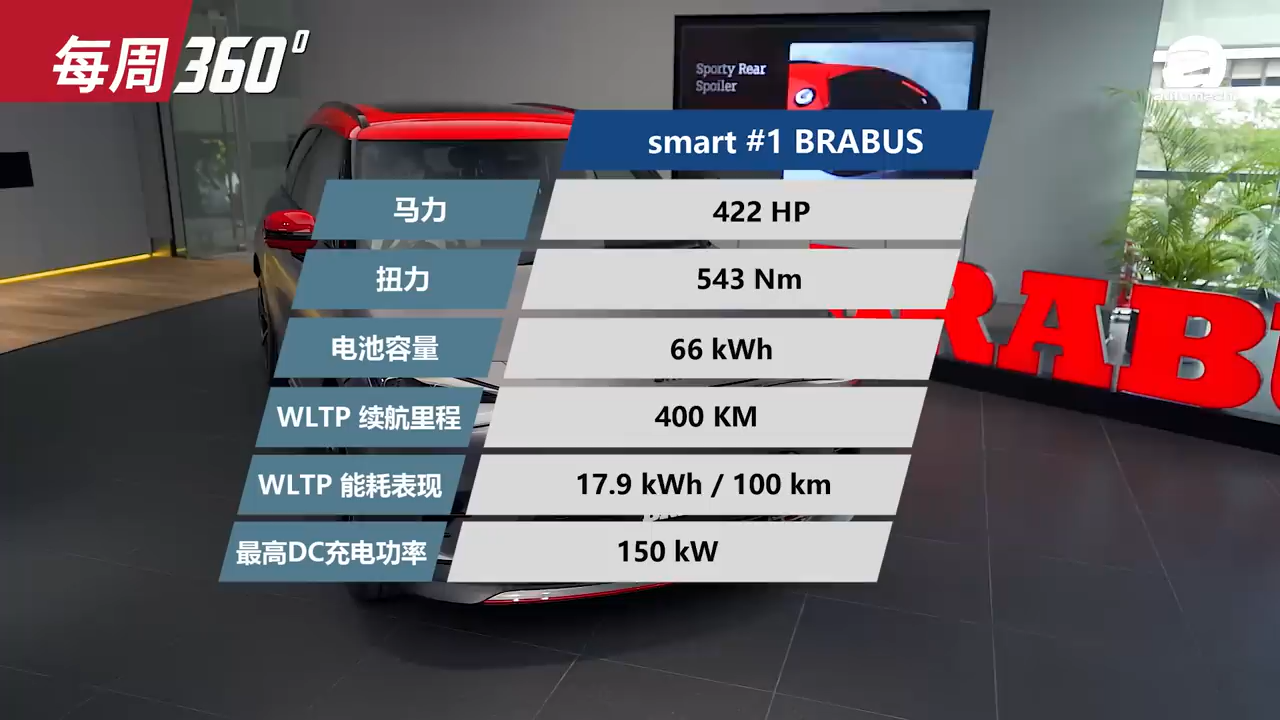 每周360°
Sporty Rear
Spoiler
smart #1 BRABUS
马力 422 HP
扭力 543 Nm
电池容量 66 kWh
WLTP 续航里程 400 KM
WLTP 能耗表现 17.9 kWh / 100 km
最高DC充电功率 150 kW
RAB